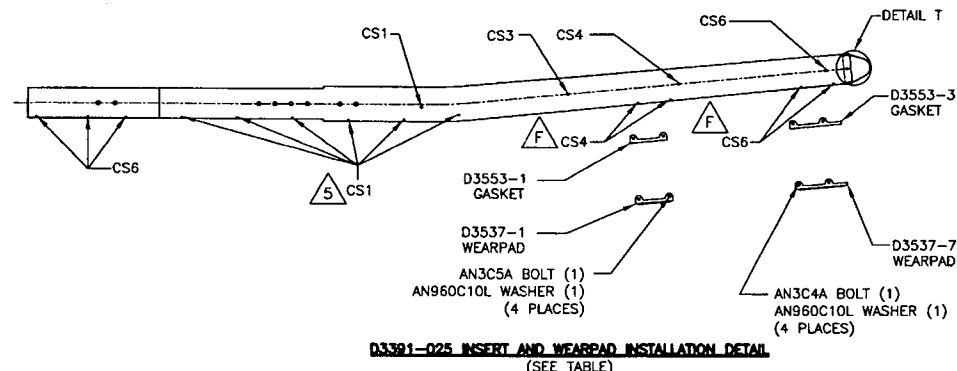 DETAIL T
CS1
CS3
CS4
CS6
D3553-3
GASKET
F
F
CS4
CS6
CS6
5
CS1
D3553-1
GASKET
D3537-1
WEARPAD
D3537-7
WEARPAD
AN3C5A BOLT (1)
AN960C10L WASHER (1)
(4 PLACES)
AN3C4A BOLT (1)
AN960C10L WASHER (1)
(4 PLACES)
D3391-025 INSERT AND WEARPAD INSTALLATION DETAIL
(SEE TABLE)